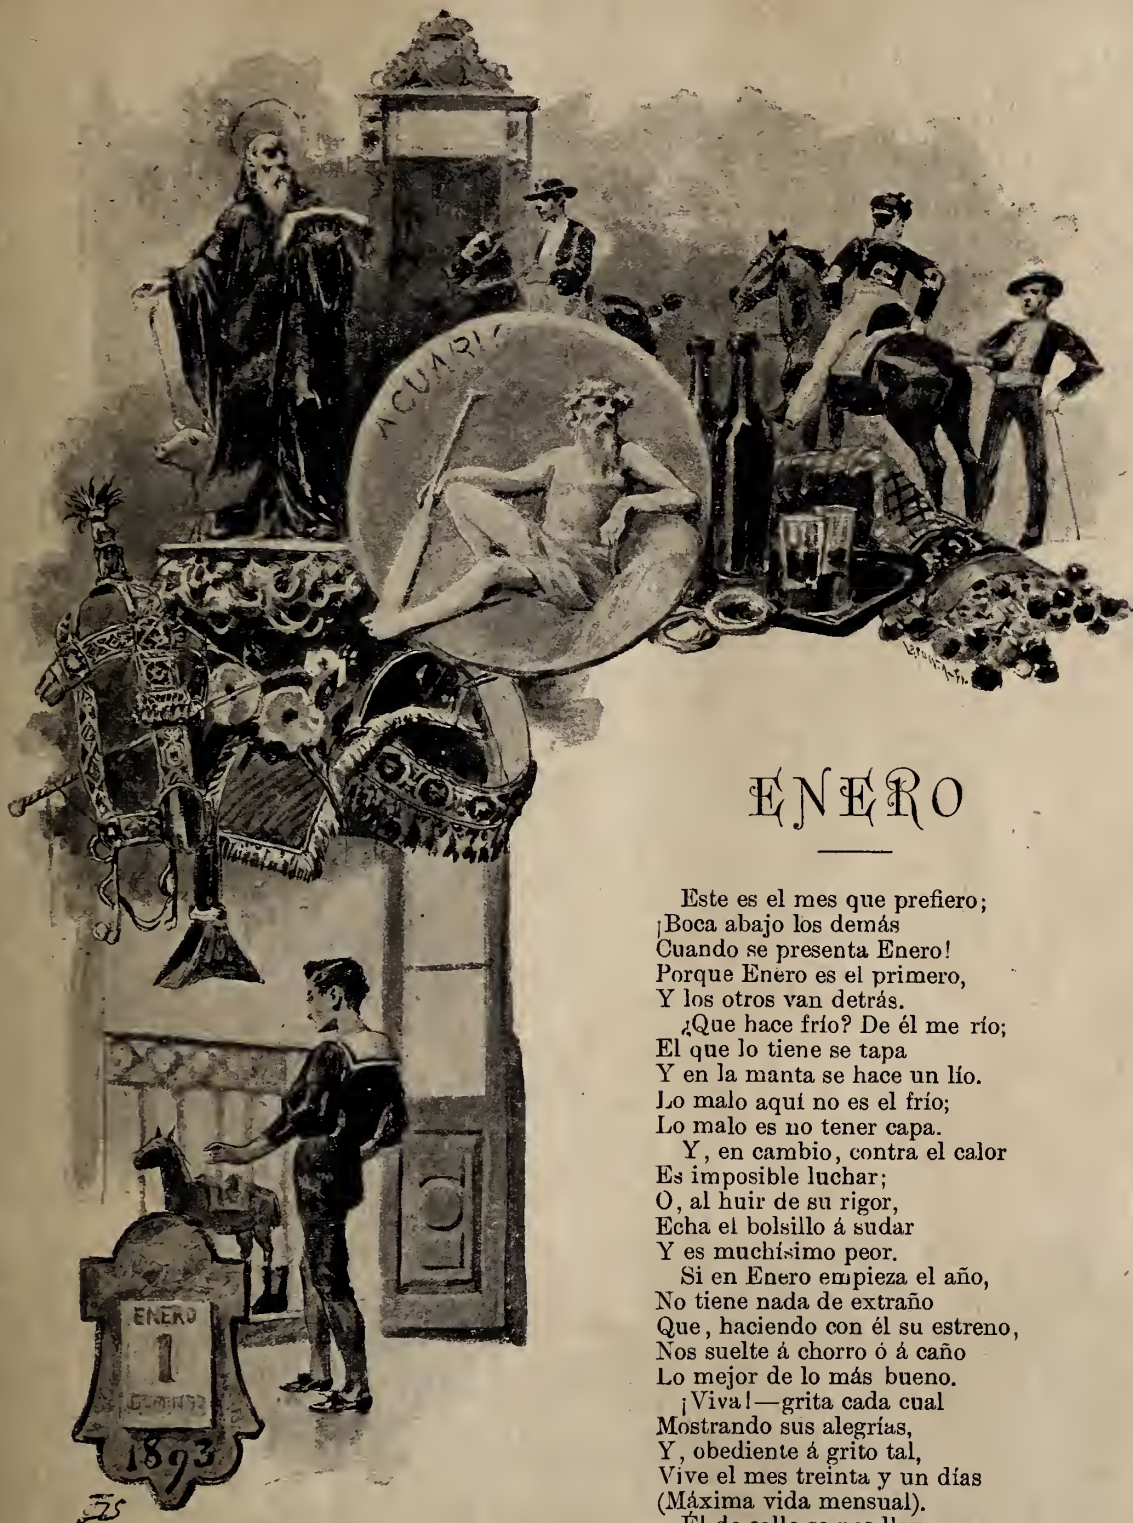 ACUARIO
ENERO
1
DOMINGO
1893
ENERO
Este es el mes que prefiero;
¡Boca abajo los demás
Cuando se presenta Enero!
Porque Enero es el primero,
Y los otros van detrás.
¿Que hace frío? De él me río;
El que lo tiene se tapa
Y en la manta se hace un lío.
Lo malo aquí no es el frío;
Lo malo es no tener capa.
Y, en cambio, contra el calor
Es imposible luchar;
O, al huir de su rigor,
Echa el bolsillo á sudar
Y es muchísimo peor.
Si en Enero empieza el año,
No tiene nada de extraño
Que, haciendo con él su estreno,
Nos suelte á chorro ó á caño
Lo mejor de lo más bueno.
¡Viva!—grita cada cual
Mostrando sus alegrías,
Y, obediente á grito tal,
Vive el mes treinta y un días
(Máxima vida mensual).